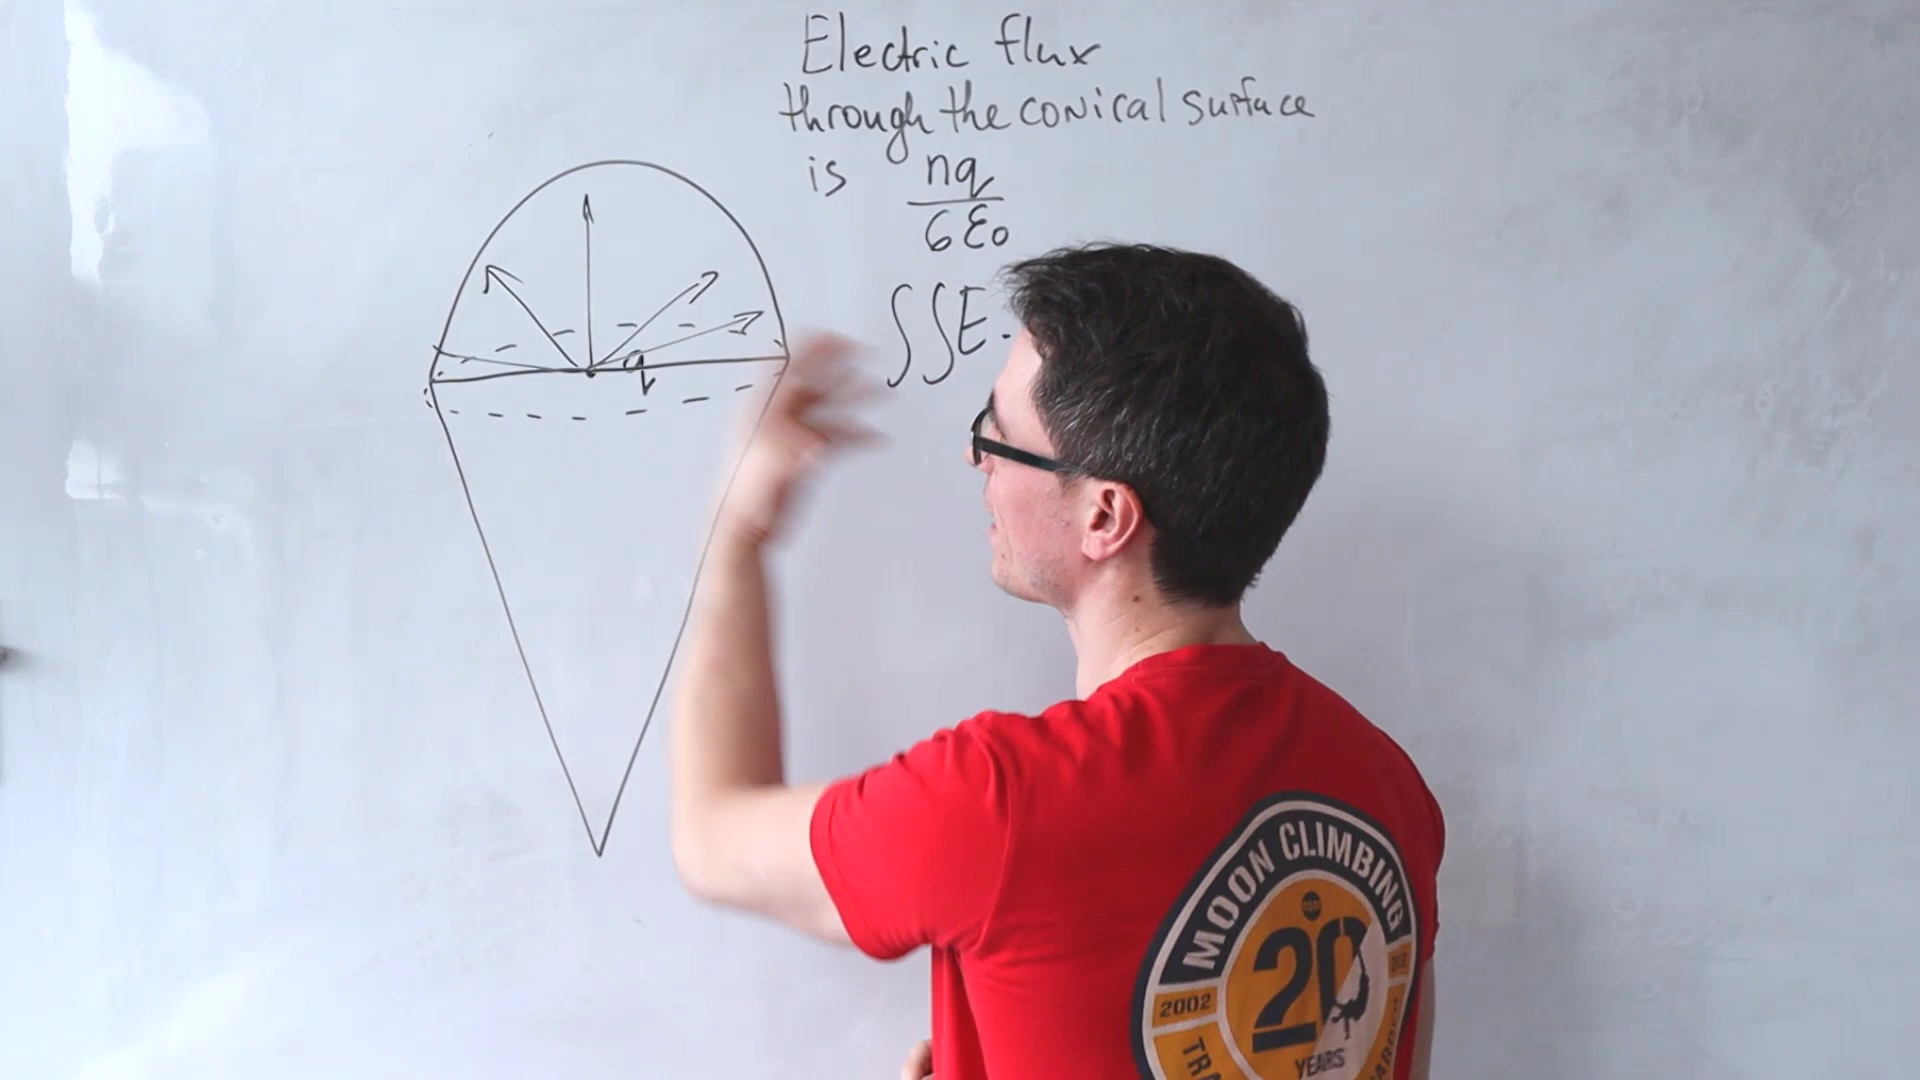 Electric flux
through the conical surface
is nq
6ε₀
∫∫E·
q
MOON CLIMBING
2002
20
YEARS